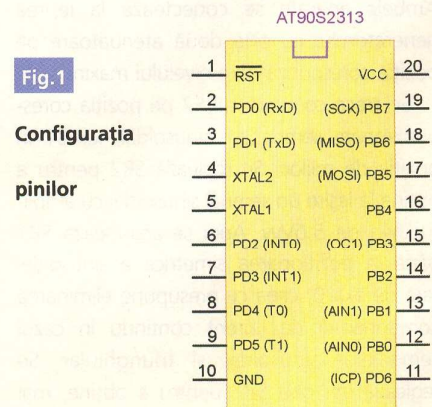 AT90S2313
Fig.1
Configurația
pinilor
1 RST VCC 20
2 PD0 (RxD) (SCK) PB7 19
3 PD1 (TxD) (MISO) PB6 18
4 XTAL2 (MOSI) PB5 17
5 XTAL1 PB4 16
6 PD2 (INT0) (OC1) PB3 15
7 PD3 (INT1) PB2 14
8 PD4 (T0) (AIN1) PB1 13
9 PD5 (T1) (AIN0) PB0 12
10 GND (ICP) PD6 11